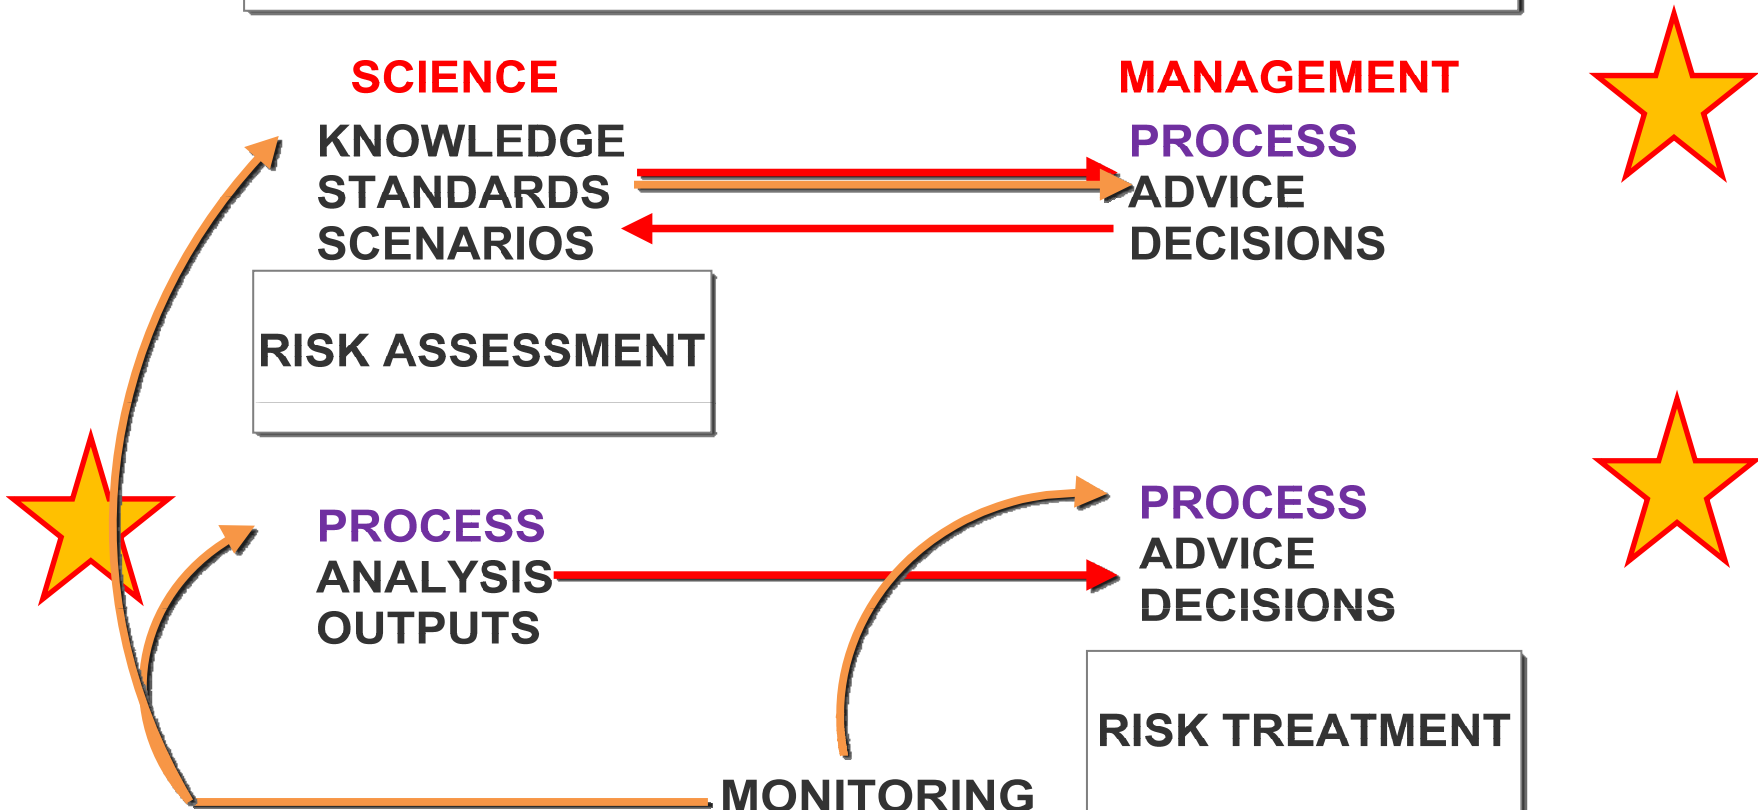 SCIENCE
KNOWLEDGE
STANDARDS
SCENARIOS
MANAGEMENT
PROCESS
ADVICE
DECISIONS
RISK ASSESSMENT
PROCESS
ANALYSIS
OUTPUTS
PROCESS
ADVICE
DECISIONS
RISK TREATMENT
MONITORING